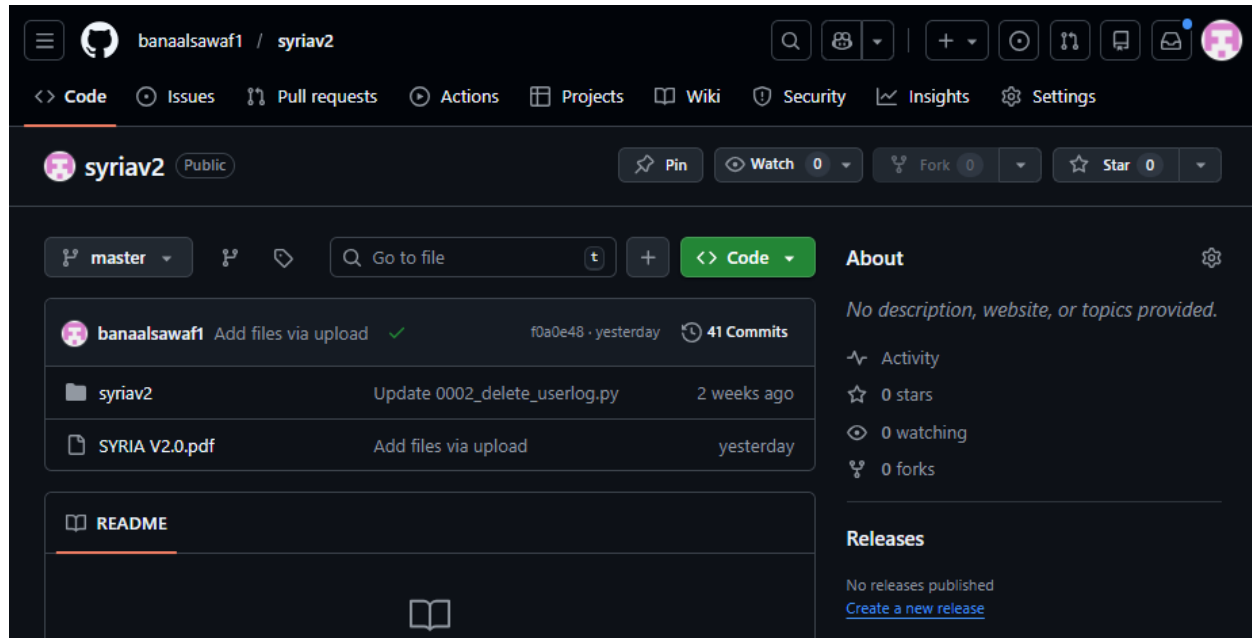 banaalsawaf1 / syriav2
Code Issues Pull requests Actions Projects Wiki Security Insights Settings
syriav2 Public Pin Watch 0 Fork 0 Star 0
master Go to file t Code
banaalsawaf1 Add files via upload f0a0e48 · yesterday 41 Commits
syriav2 Update 0002_delete_userlog.py 2 weeks ago
SYRIA V2.0.pdf Add files via upload yesterday
README
About
No description, website, or topics provided.
Activity
0 stars
0 watching
0 forks
Releases
No releases published
Create a new release